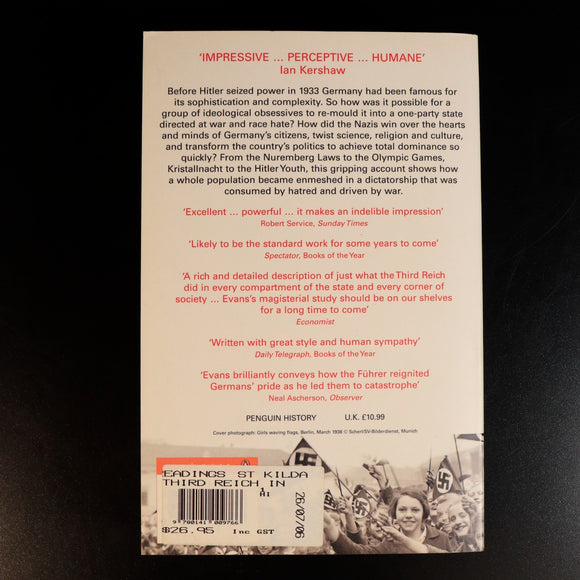 ‘IMPRESSIVE ... PERCEPTIVE ... HUMANE’
Ian Kershaw
Before Hitler seized power in 1933 Germany had been famous for
its sophistication and complexity. So how was it possible for a
group of ideological obsessives to re-mould it into a one-party state
directed at war and race hate? How did the Nazis win over the hearts
and minds of Germany's citizens, twist science, religion and culture,
and transform the country's politics to achieve total dominance so
quickly? From the Nuremberg Laws to the Olympic Games,
Kristallnacht to the Hitler Youth, this gripping account shows how
a whole population became enmeshed in a dictatorship that was
consumed by hatred and driven by war.
‘Excellent ... powerful ... it makes an indelible impression’
Robert Service, Sunday Times
‘Likely to be the standard work for some years to come’
Spectator, Books of the Year
‘A rich and detailed description of just what the Third Reich
did in every compartment of the state and every corner of
society ... Evans's magisterial study should be on our shelves
for a long time to come’
Economist
‘Written with great style and human sympathy’
Daily Telegraph, Books of the Year
‘Evans brilliantly conveys how the Führer reignited
Germans' pride as he led them to catastrophe’
Neal Ascherson, Observer
PENGUIN HISTORY U.K. £10.99
Cover photograph: Girls waving flags, Berlin, March 1938 © Scherl/SV-Bilderdienst, Munich
EADINGS ST KILDA
THIRD REICH IN
HI
9 780141 009766
$26.95 Inc GST
26/07/06